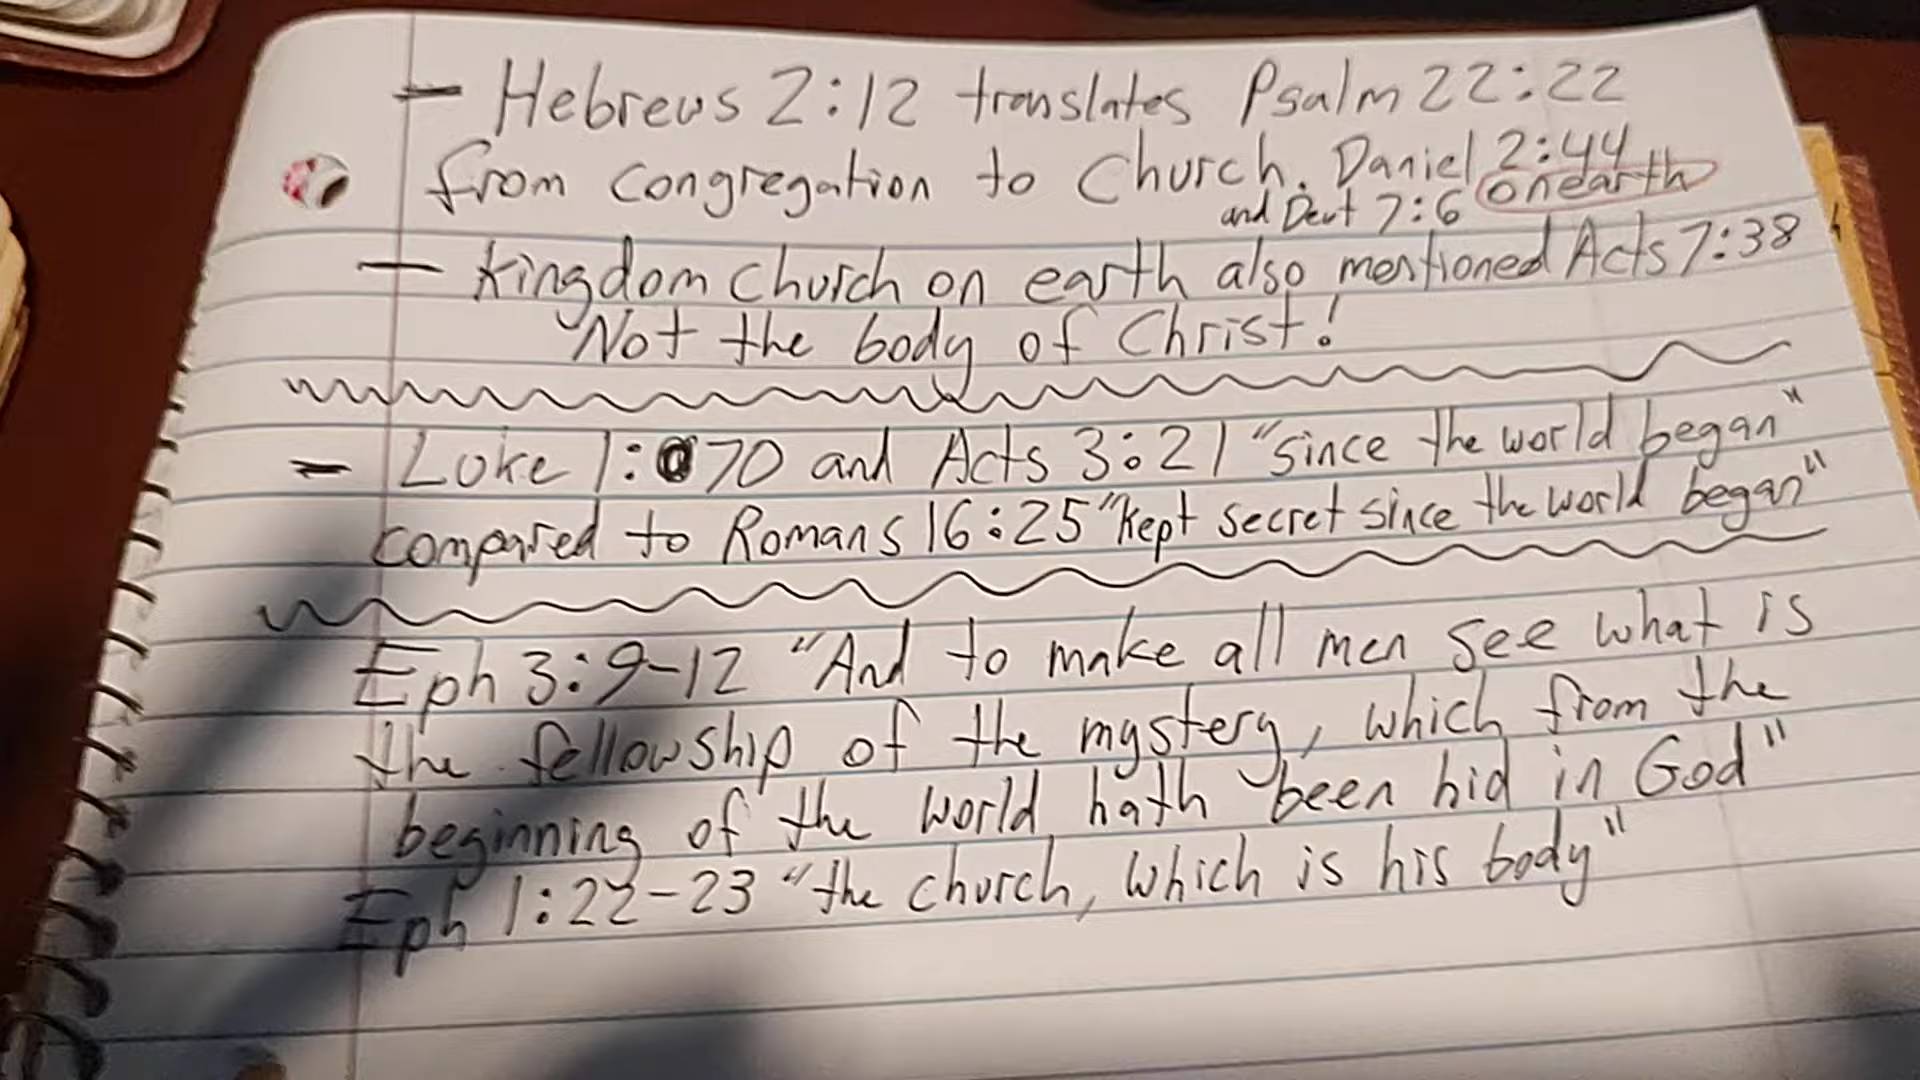 - Hebrews 2:12 translates Psalm 22:22
from congregation to Church. Daniel 2:44
and Deut 7:6 on earth
- Kingdom church on earth also mentioned Acts 7:38
Not the body of Christ!
- Luke 1:70 and Acts 3:21 "since the world began"
compared to Romans 16:25 "kept secret since the world began"
Eph 3:9-12 "And to make all men see what is
the fellowship of the mystery, which from the
beginning of the world hath been hid in God"
Eph 1:22-23 "the church, which is his body"